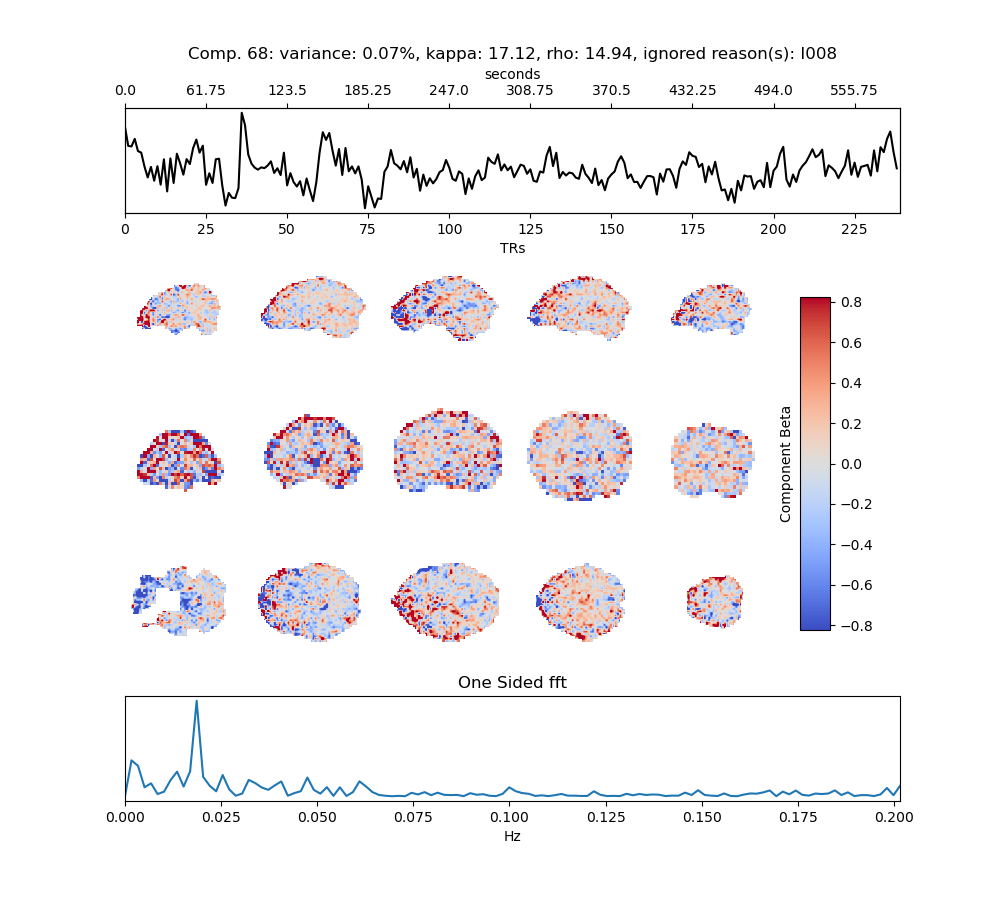 Comp. 68: variance: 0.07%, kappa: 17.12, rho: 14.94, ignored reason(s): I008
seconds
0.0 61.75 123.5 185.25 247.0 308.75 370.5 432.25 494.0 555.75
0 25 50 75 100 125 150 175 200 225
TRs
0.8
0.6
0.4
0.2
0.0
−0.2
−0.4
−0.6
−0.8
Component Beta
One Sided fft
0.000 0.025 0.050 0.075 0.100 0.125 0.150 0.175 0.200
Hz